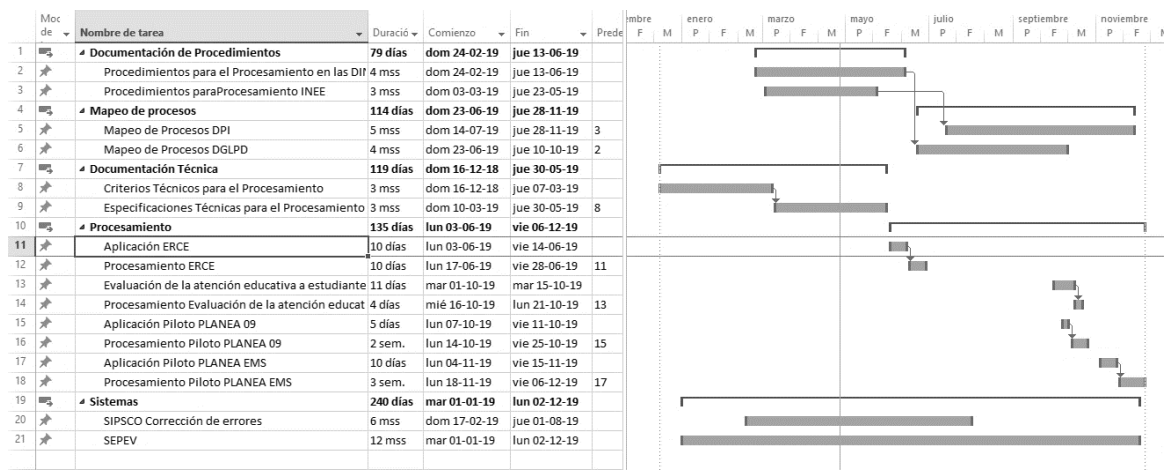 Moc de Nombre de tarea Duració Comienzo Fin Prede
embre enero marzo mayo julio septiembre noviembre
F M P F M P F M P F M P F M P F M P F M
1 Documentación de Procedimientos 79 días dom 24-02-19 jue 13-06-19
2 Procedimientos para el Procesamiento en las DIN 4 mss dom 24-02-19 jue 13-06-19
3 Procedimientos paraProcesamiento INEE 3 mss dom 03-03-19 jue 23-05-19
4 Mapeo de procesos 114 días dom 23-06-19 jue 28-11-19
5 Mapeo de Procesos DPI 5 mss dom 14-07-19 jue 28-11-19 3
6 Mapeo de Procesos DGLPD 4 mss dom 23-06-19 jue 10-10-19 2
7 Documentación Técnica 119 días dom 16-12-18 jue 30-05-19
8 Criterios Técnicos para el Procesamiento 3 mss dom 16-12-18 jue 07-03-19
9 Especificaciones Técnicas para el Procesamiento 3 mss dom 10-03-19 jue 30-05-19 8
10 Procesamiento 135 días lun 03-06-19 vie 06-12-19
11 Aplicación ERCE 10 días lun 03-06-19 vie 14-06-19
12 Procesamiento ERCE 10 días lun 17-06-19 vie 28-06-19 11
13 Evaluación de la atención educativa a estudiante 11 días mar 01-10-19 mar 15-10-19
14 Procesamiento Evaluación de la atención educat 4 días mié 16-10-19 lun 21-10-19 13
15 Aplicación Piloto PLANEA 09 5 días lun 07-10-19 vie 11-10-19
16 Procesamiento Piloto PLANEA 09 2 sem. lun 14-10-19 vie 25-10-19 15
17 Aplicación Piloto PLANEA EMS 10 días lun 04-11-19 vie 15-11-19
18 Procesamiento Piloto PLANEA EMS 3 sem. lun 18-11-19 vie 06-12-19 17
19 Sistemas 240 días mar 01-01-19 lun 02-12-19
20 SIPSCO Corrección de errores 6 mss dom 17-02-19 jue 01-08-19
21 SEPEV 12 mss mar 01-01-19 lun 02-12-19